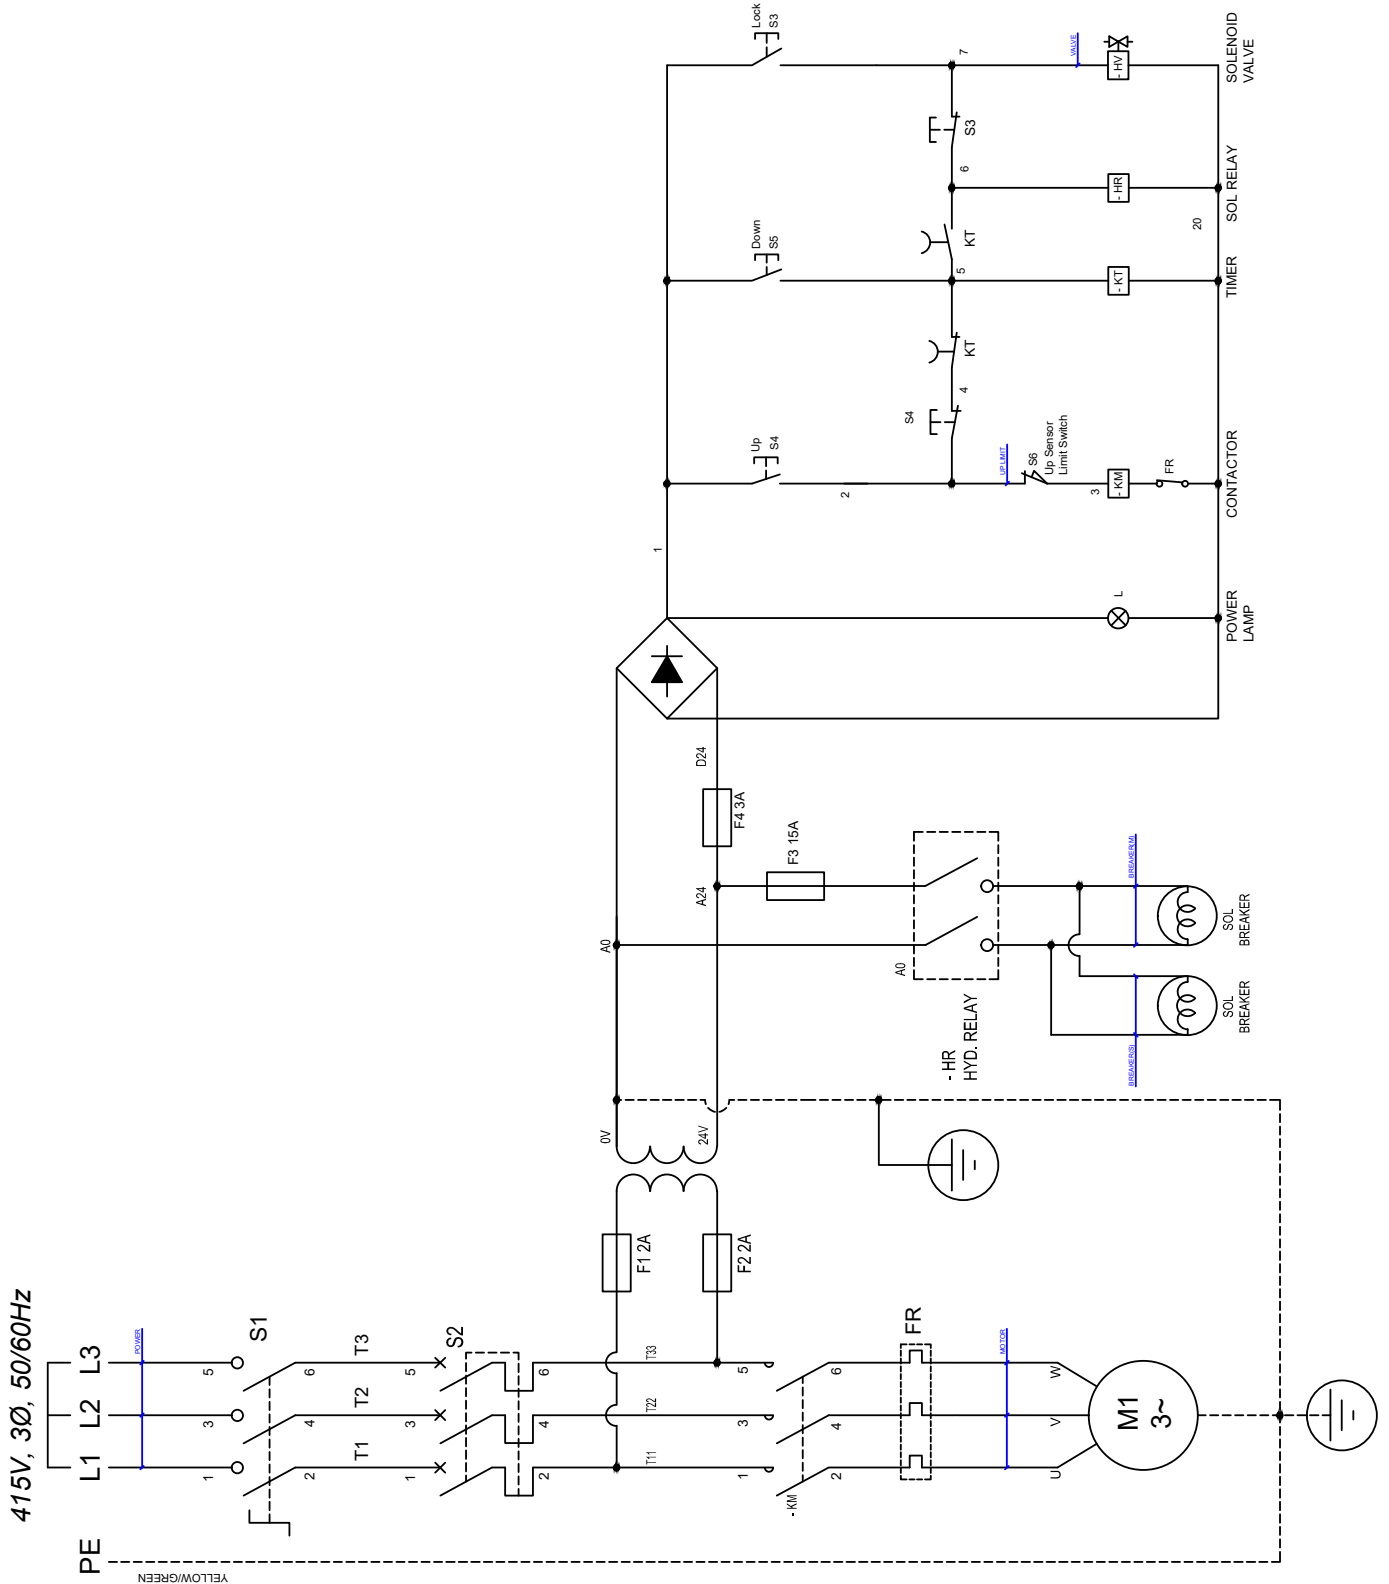 415V, 3Ø, 50/60Hz
PE
L1
L2
L3
YELLOW/GREEN
POWER
1
3
5
S1
2
4
6
T1
T2
T3
1
3
5
S2
2
4
6
T11
T22
T33
F1 2A
F2 2A
1
3
5
- KM
2
4
6
FR
MOTOR
U
V
W
M1
3~
0V
24V
A0
A24
D24
F4 3A
F3 15A
A0
- HR
HYD. RELAY
BREAKER(S)
BREAKER(M)
SOL
BREAKER
SOL
BREAKER
1
L
POWER
LAMP
Up
S4
2
UP LIMIT
S6
Up Sensor
Limit Switch
3
- KM
FR
CONTACTOR
S4
4
KT
Down
S5
5
- KT
TIMER
KT
6
- HR
SOL RELAY
20
S3
Lock
S3
7
VALVE
- HV
SOLENOID
VALVE